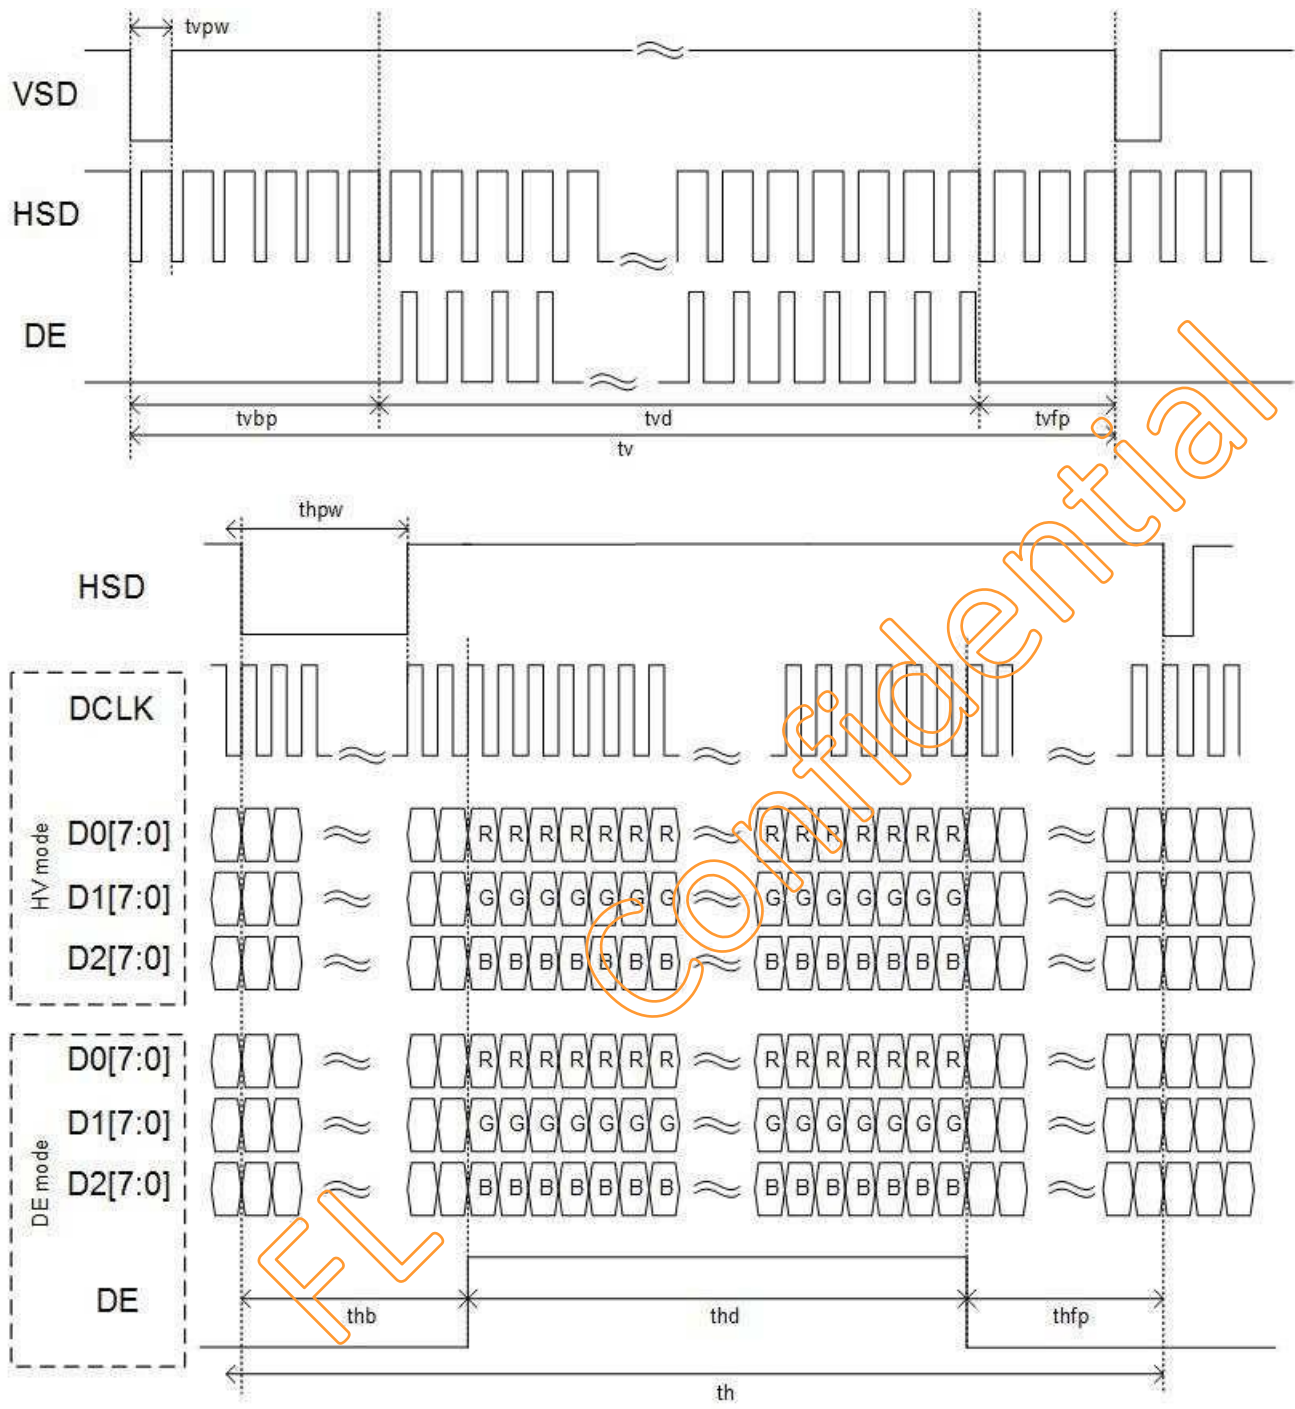 tvpw
VSD
HSD
DE
tvbp tvd tvfp
tv
thpw
HSD
DCLK
HV mode
D0[7:0] R R R R R R R R R R R R R R
D1[7:0] G G G G G G G G G G G G G G
D2[7:0] B B B B B B B B B B B B B B
DE mode
D0[7:0] R R R R R R R R R R R R R R
D1[7:0] G G G G G G G G G G G G G G
D2[7:0] B B B B B B B B B B B B B B
DE
thb thd thfp
th
FL Confidential